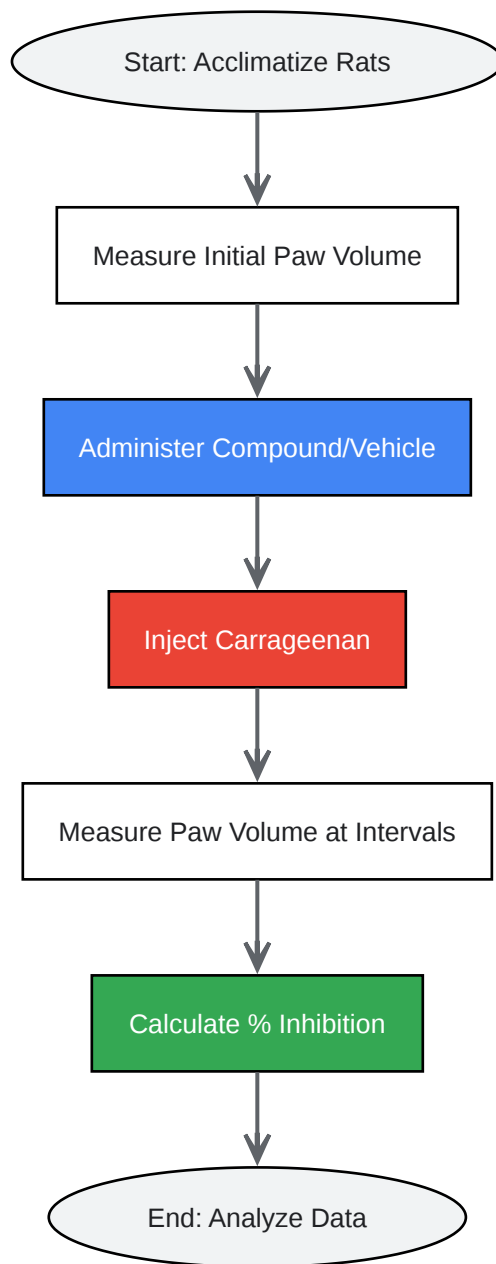 Start: Acclimatize Rats
Measure Initial Paw Volume
Administer Compound/Vehicle
Inject Carrageenan
Measure Paw Volume at Intervals
Calculate % Inhibition
End: Analyze Data